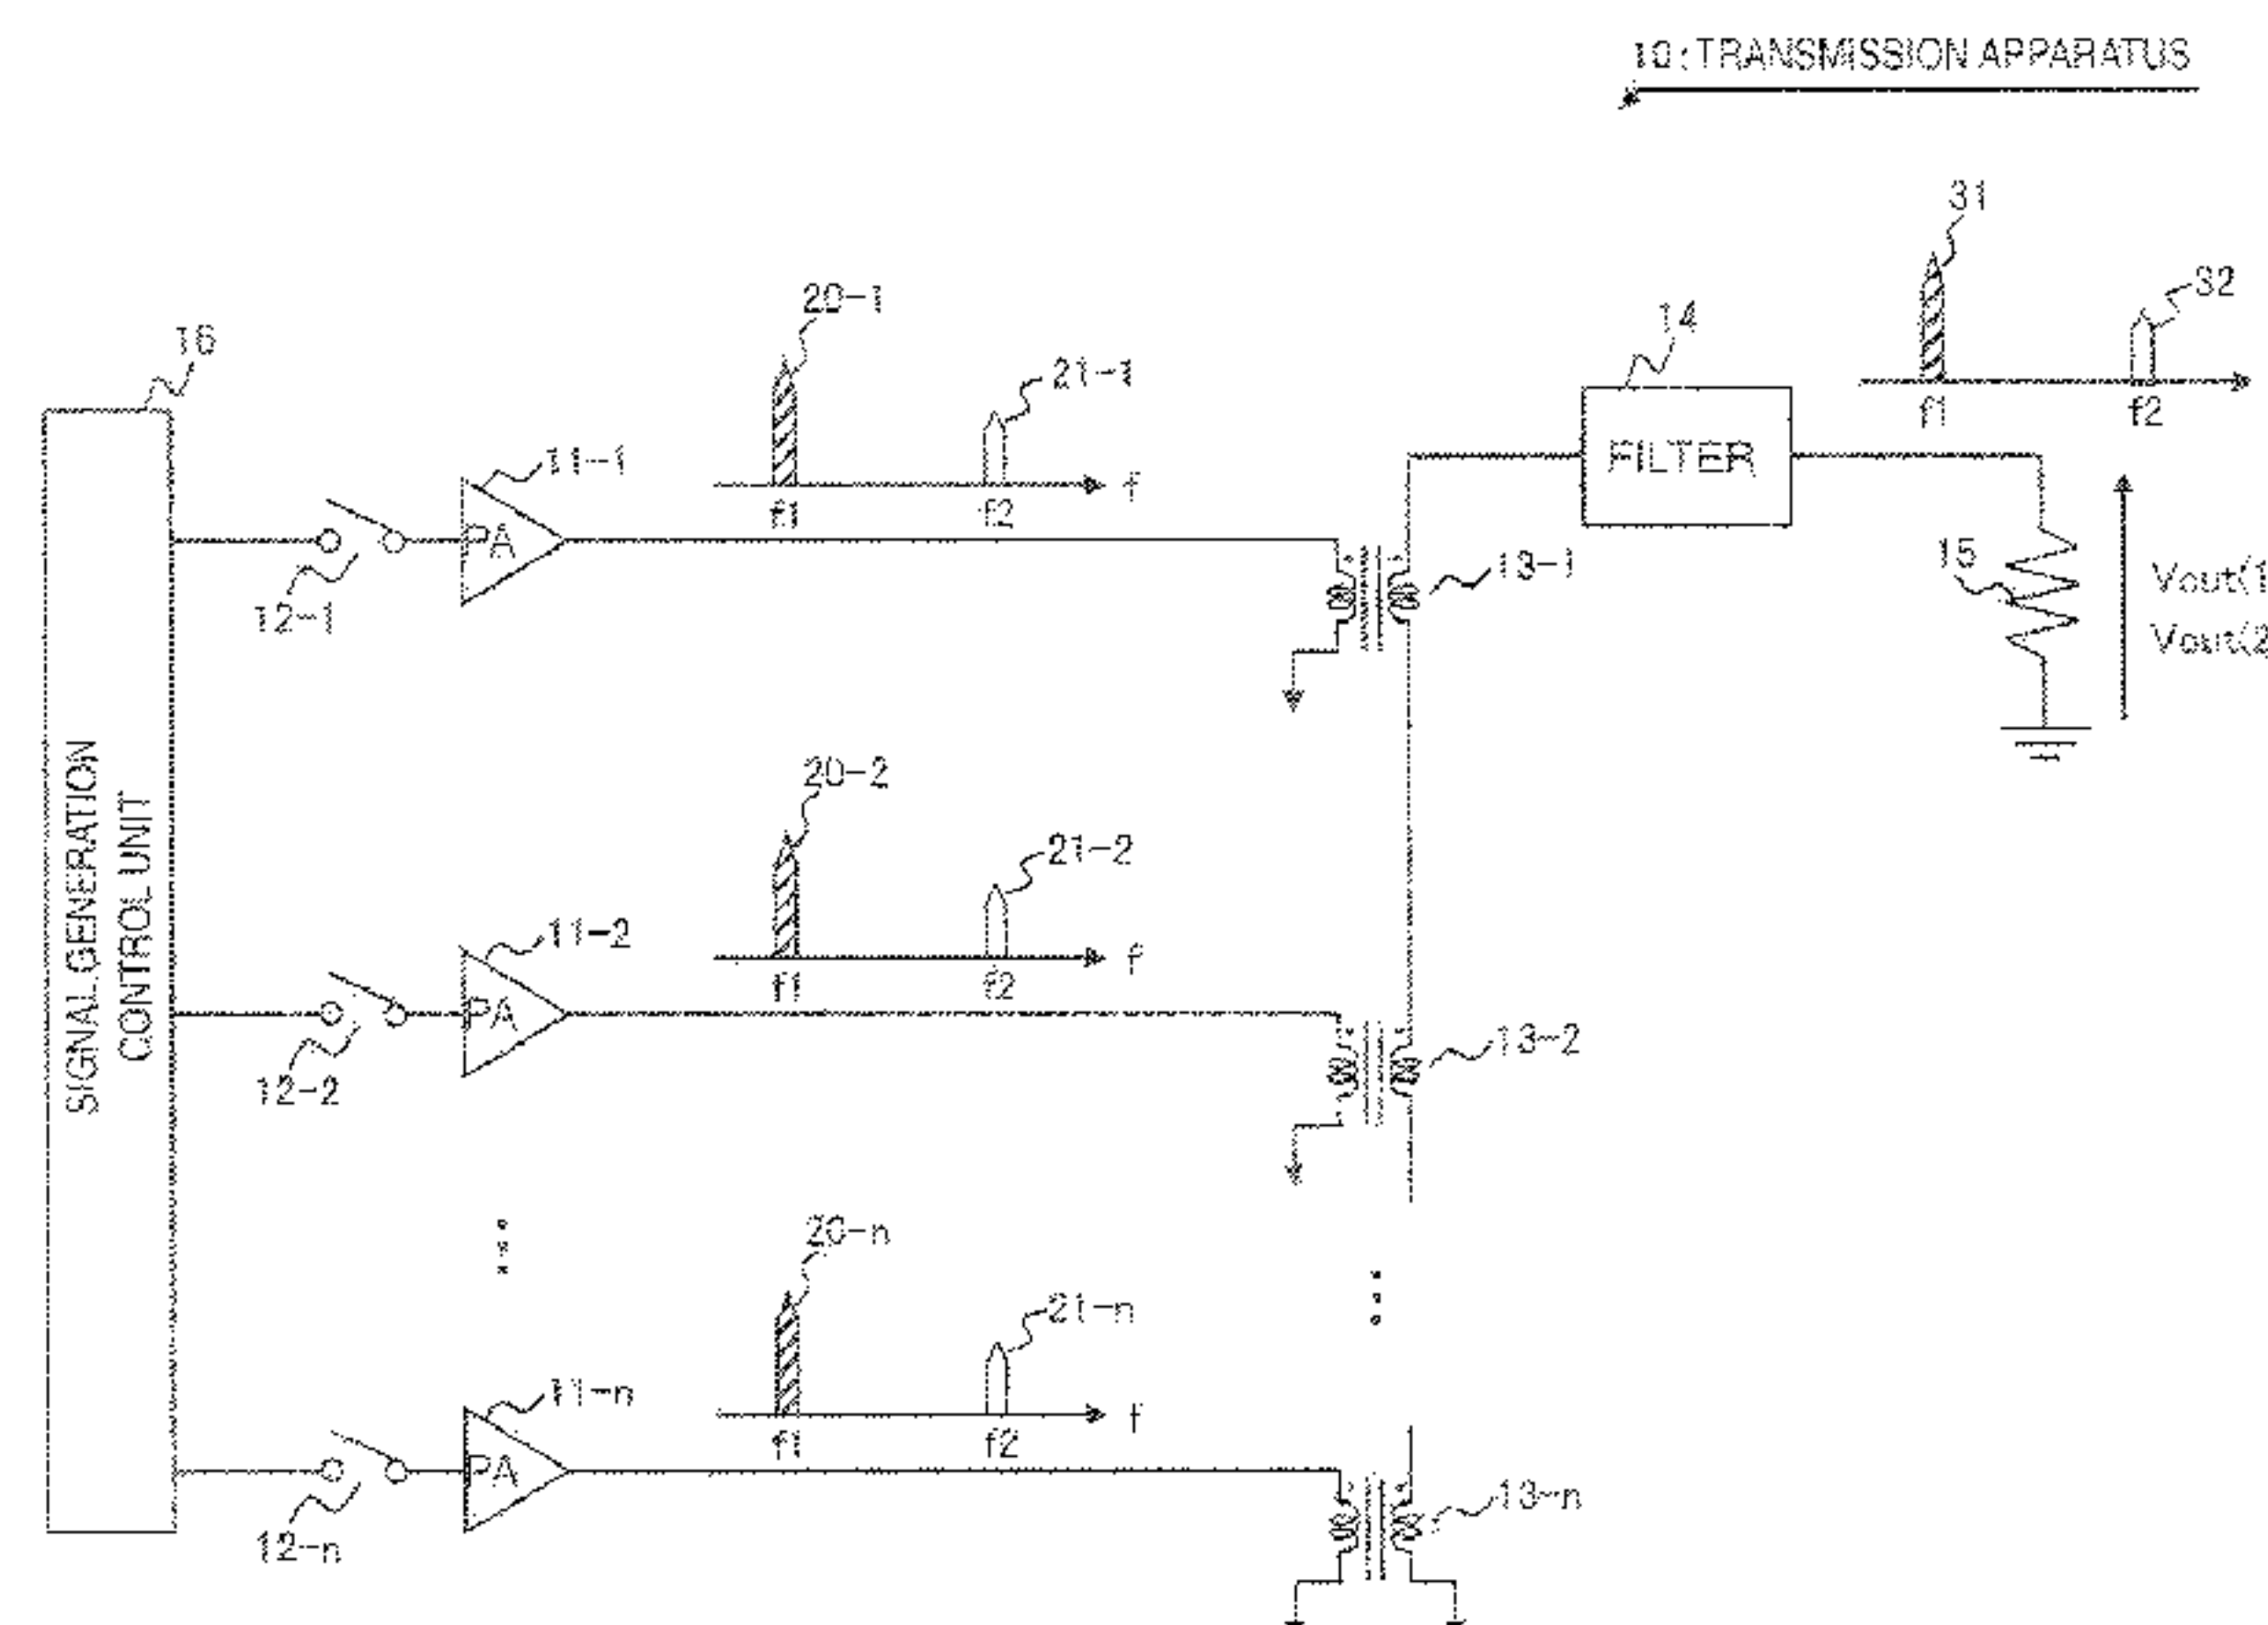 10:TRANSMISSION APPARATUS
31
32
f1
f2
14
FILTER
15
Vout(1
Vout(2
16
SIGNAL GENERATION
CONTROL UNIT
20-1
21-1
11-1
PA
f1
f2
f
12-1
13-1
20-2
21-2
11-2
PA
f1
f2
f
12-2
13-2
20-n
21-n
11-n
PA
f1
f2
f
12-n
13-n